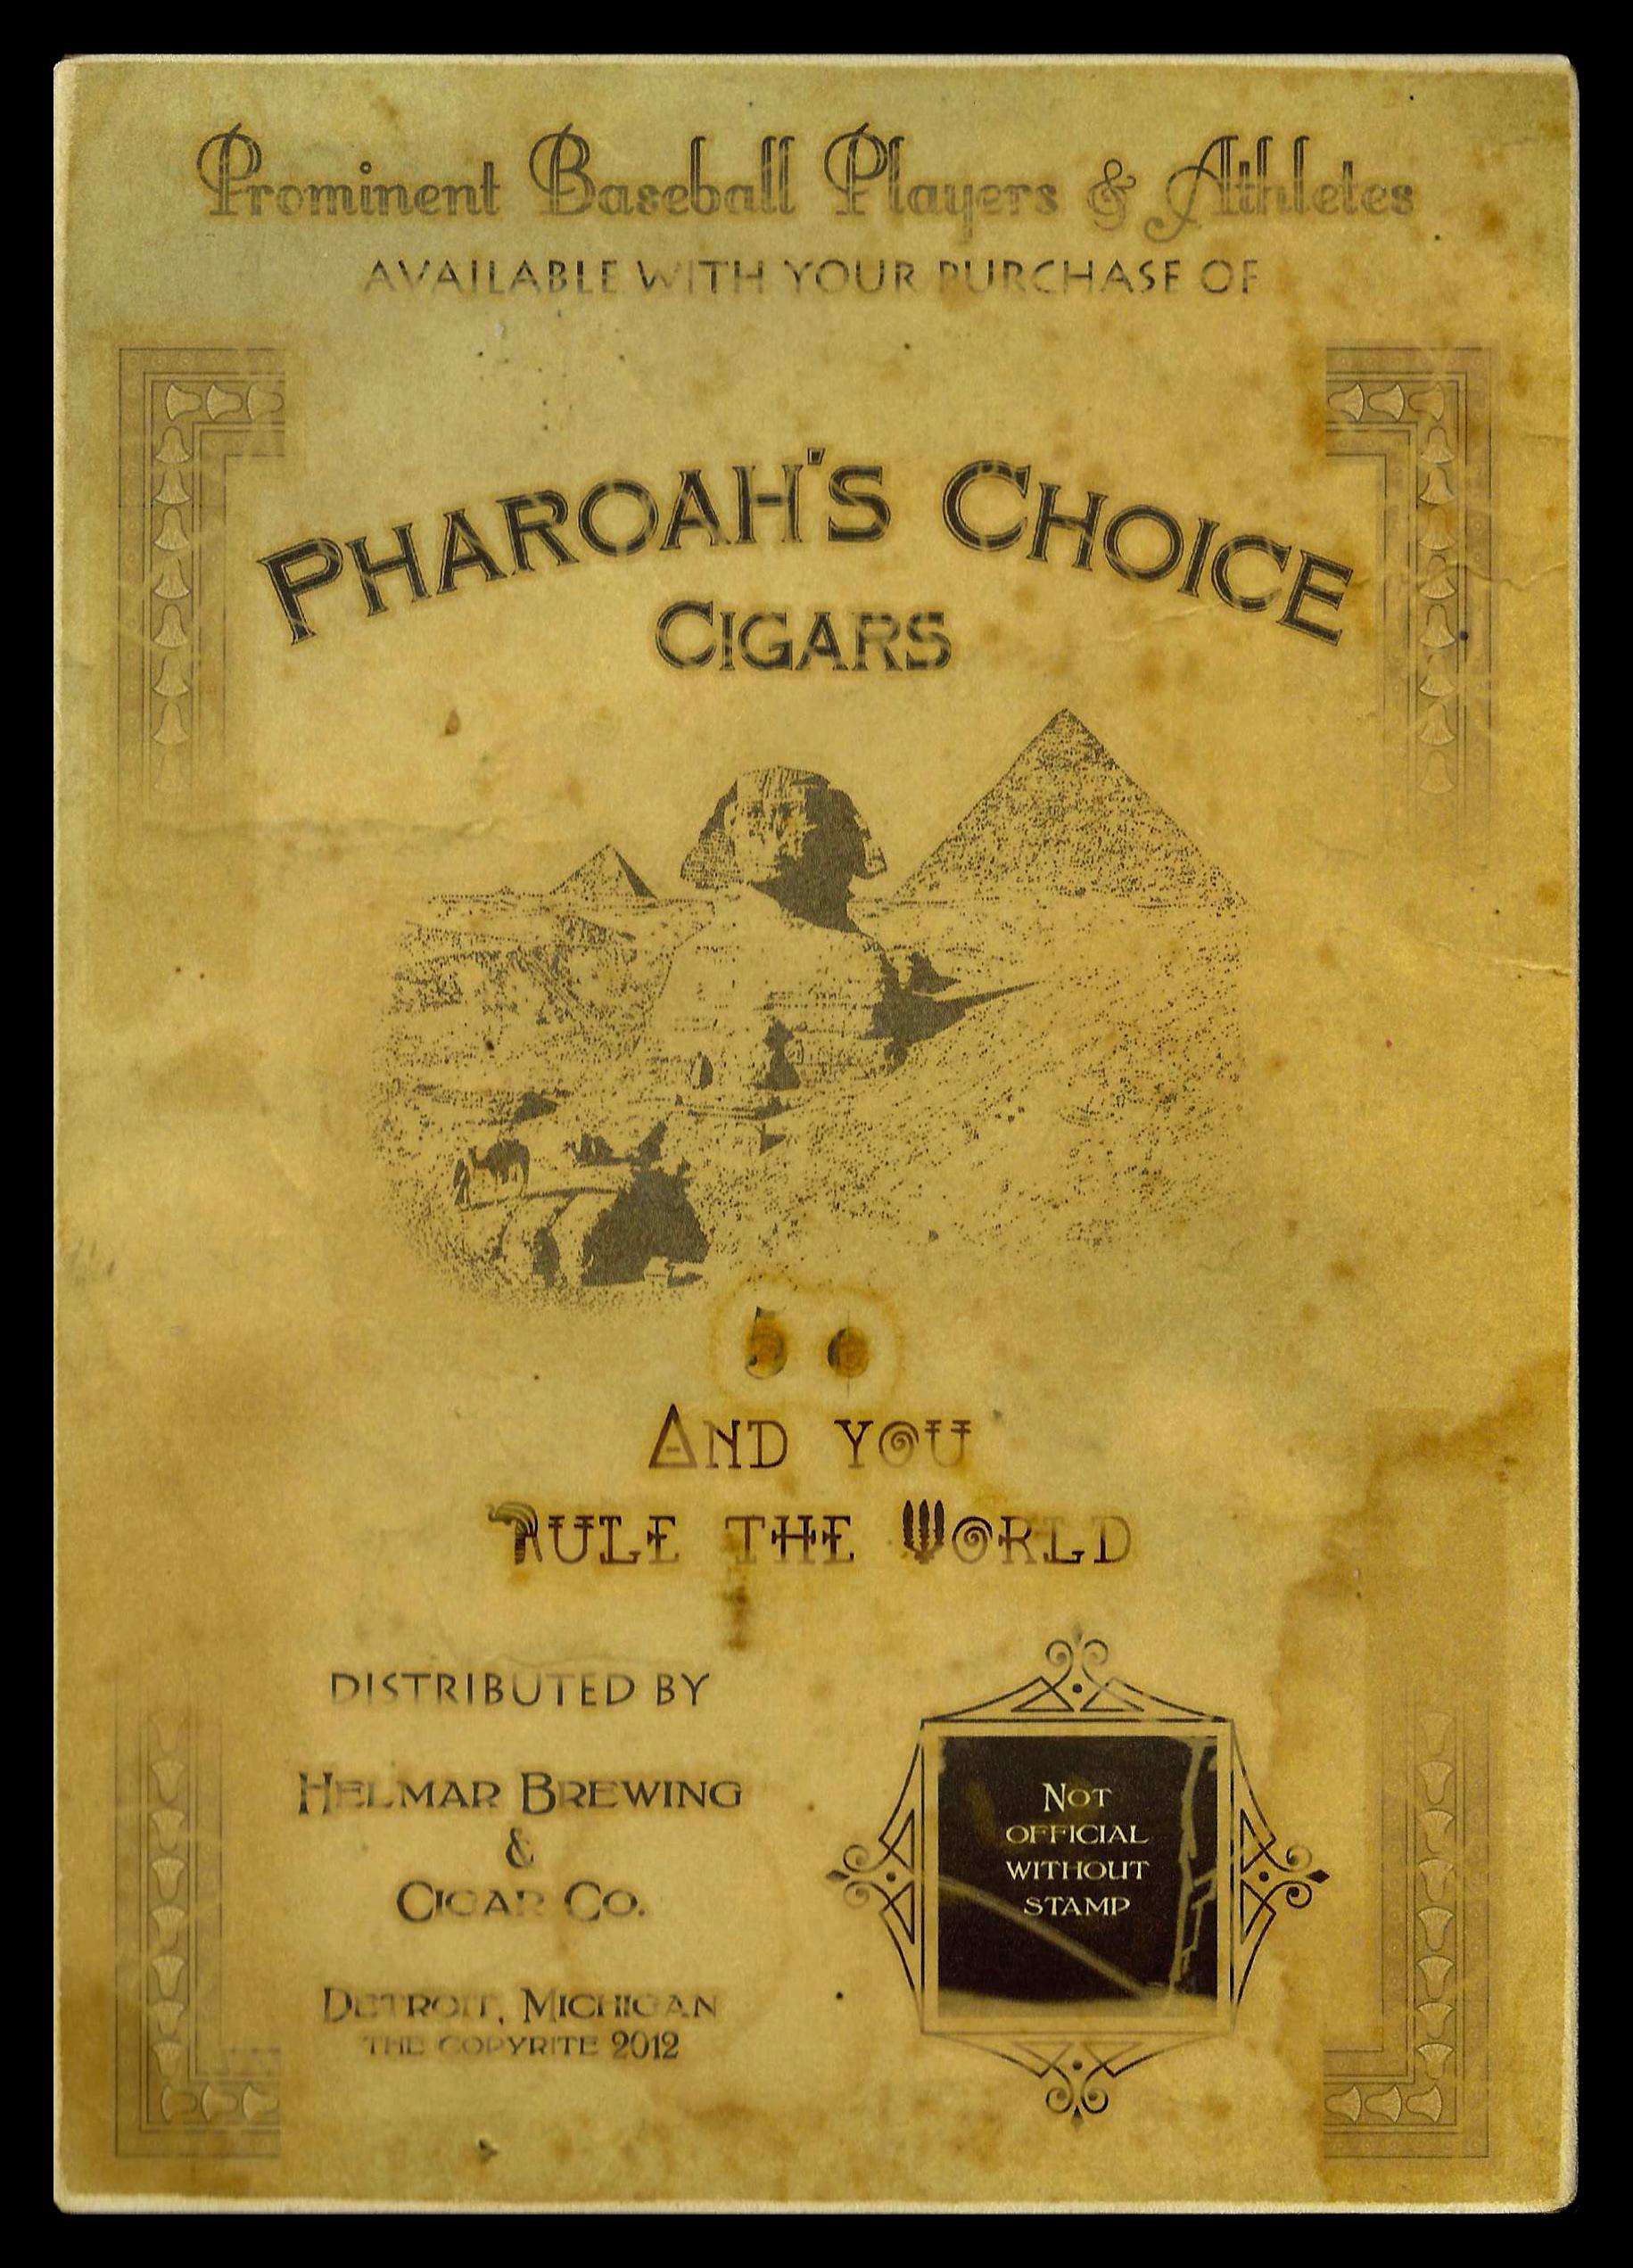 Prominent Baseball Players & Athletes
AVAILABLE WITH YOUR PURCHASE OF
PHAROAH'S CHOICE
CIGARS
5 ¢
AND YOU
RULE THE WORLD
DISTRIBUTED BY
HELMAR BREWING
&
CIGAR CO.
DETROIT, MICHIGAN
THE COPYRITE 2012
NOT
OFFICIAL
WITHOUT
STAMP